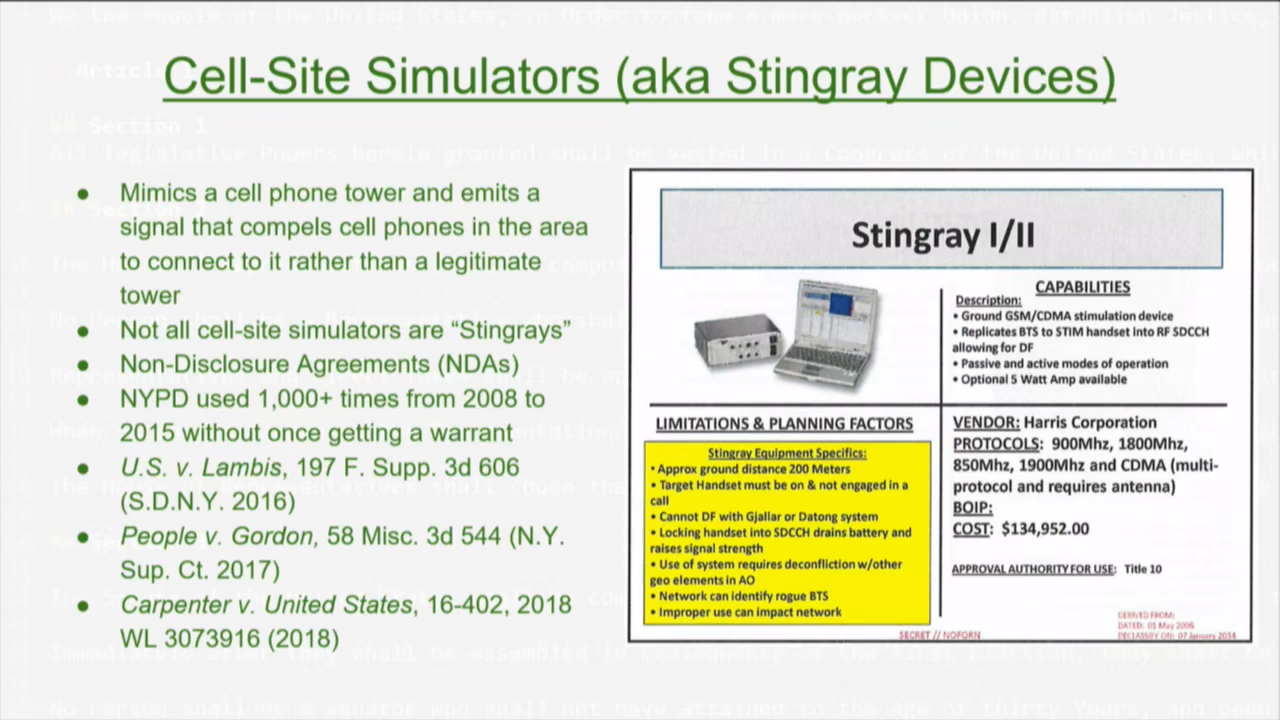 Cell-Site Simulators (aka Stingray Devices)
● Mimics a cell phone tower and emits a
signal that compels cell phones in the area
to connect to it rather than a legitimate
tower
● Not all cell-site simulators are “Stingrays”
● Non-Disclosure Agreements (NDAs)
● NYPD used 1,000+ times from 2008 to
2015 without once getting a warrant
● U.S. v. Lambis, 197 F. Supp. 3d 606
(S.D.N.Y. 2016)
● People v. Gordon, 58 Misc. 3d 544 (N.Y.
Sup. Ct. 2017)
● Carpenter v. United States, 16-402, 2018
WL 3073916 (2018)
Stingray I/II
CAPABILITIES
Description:
• Ground GSM/CDMA stimulation device
• Replicates BTS to STIM handset into RF SDCCH
allowing for DF
• Passive and active modes of operation
• Optional 5 Watt Amp available
LIMITATIONS & PLANNING FACTORS
Stingray Equipment Specifics:
• Approx ground distance 200 Meters
• Target Handset must be on & not engaged in a
call
• Cannot DF with Gjallar or Datong system
• Locking handset into SDCCH drains battery and
raises signal strength
• Use of system requires deconfliction w/other
geo elements in AO
• Network can identify rogue BTS
• Improper use can impact network
VENDOR: Harris Corporation
PROTOCOLS: 900Mhz, 1800Mhz,
850Mhz, 1900Mhz and CDMA (multi-
protocol and requires antenna)
BOIP:
COST: $134,952.00
APPROVAL AUTHORITY FOR USE: Title 10
SECRET // NOFORN
DERIVED FROM:
DATED: 01 May 2006
DECLASSIFY ON: 07 January 2034